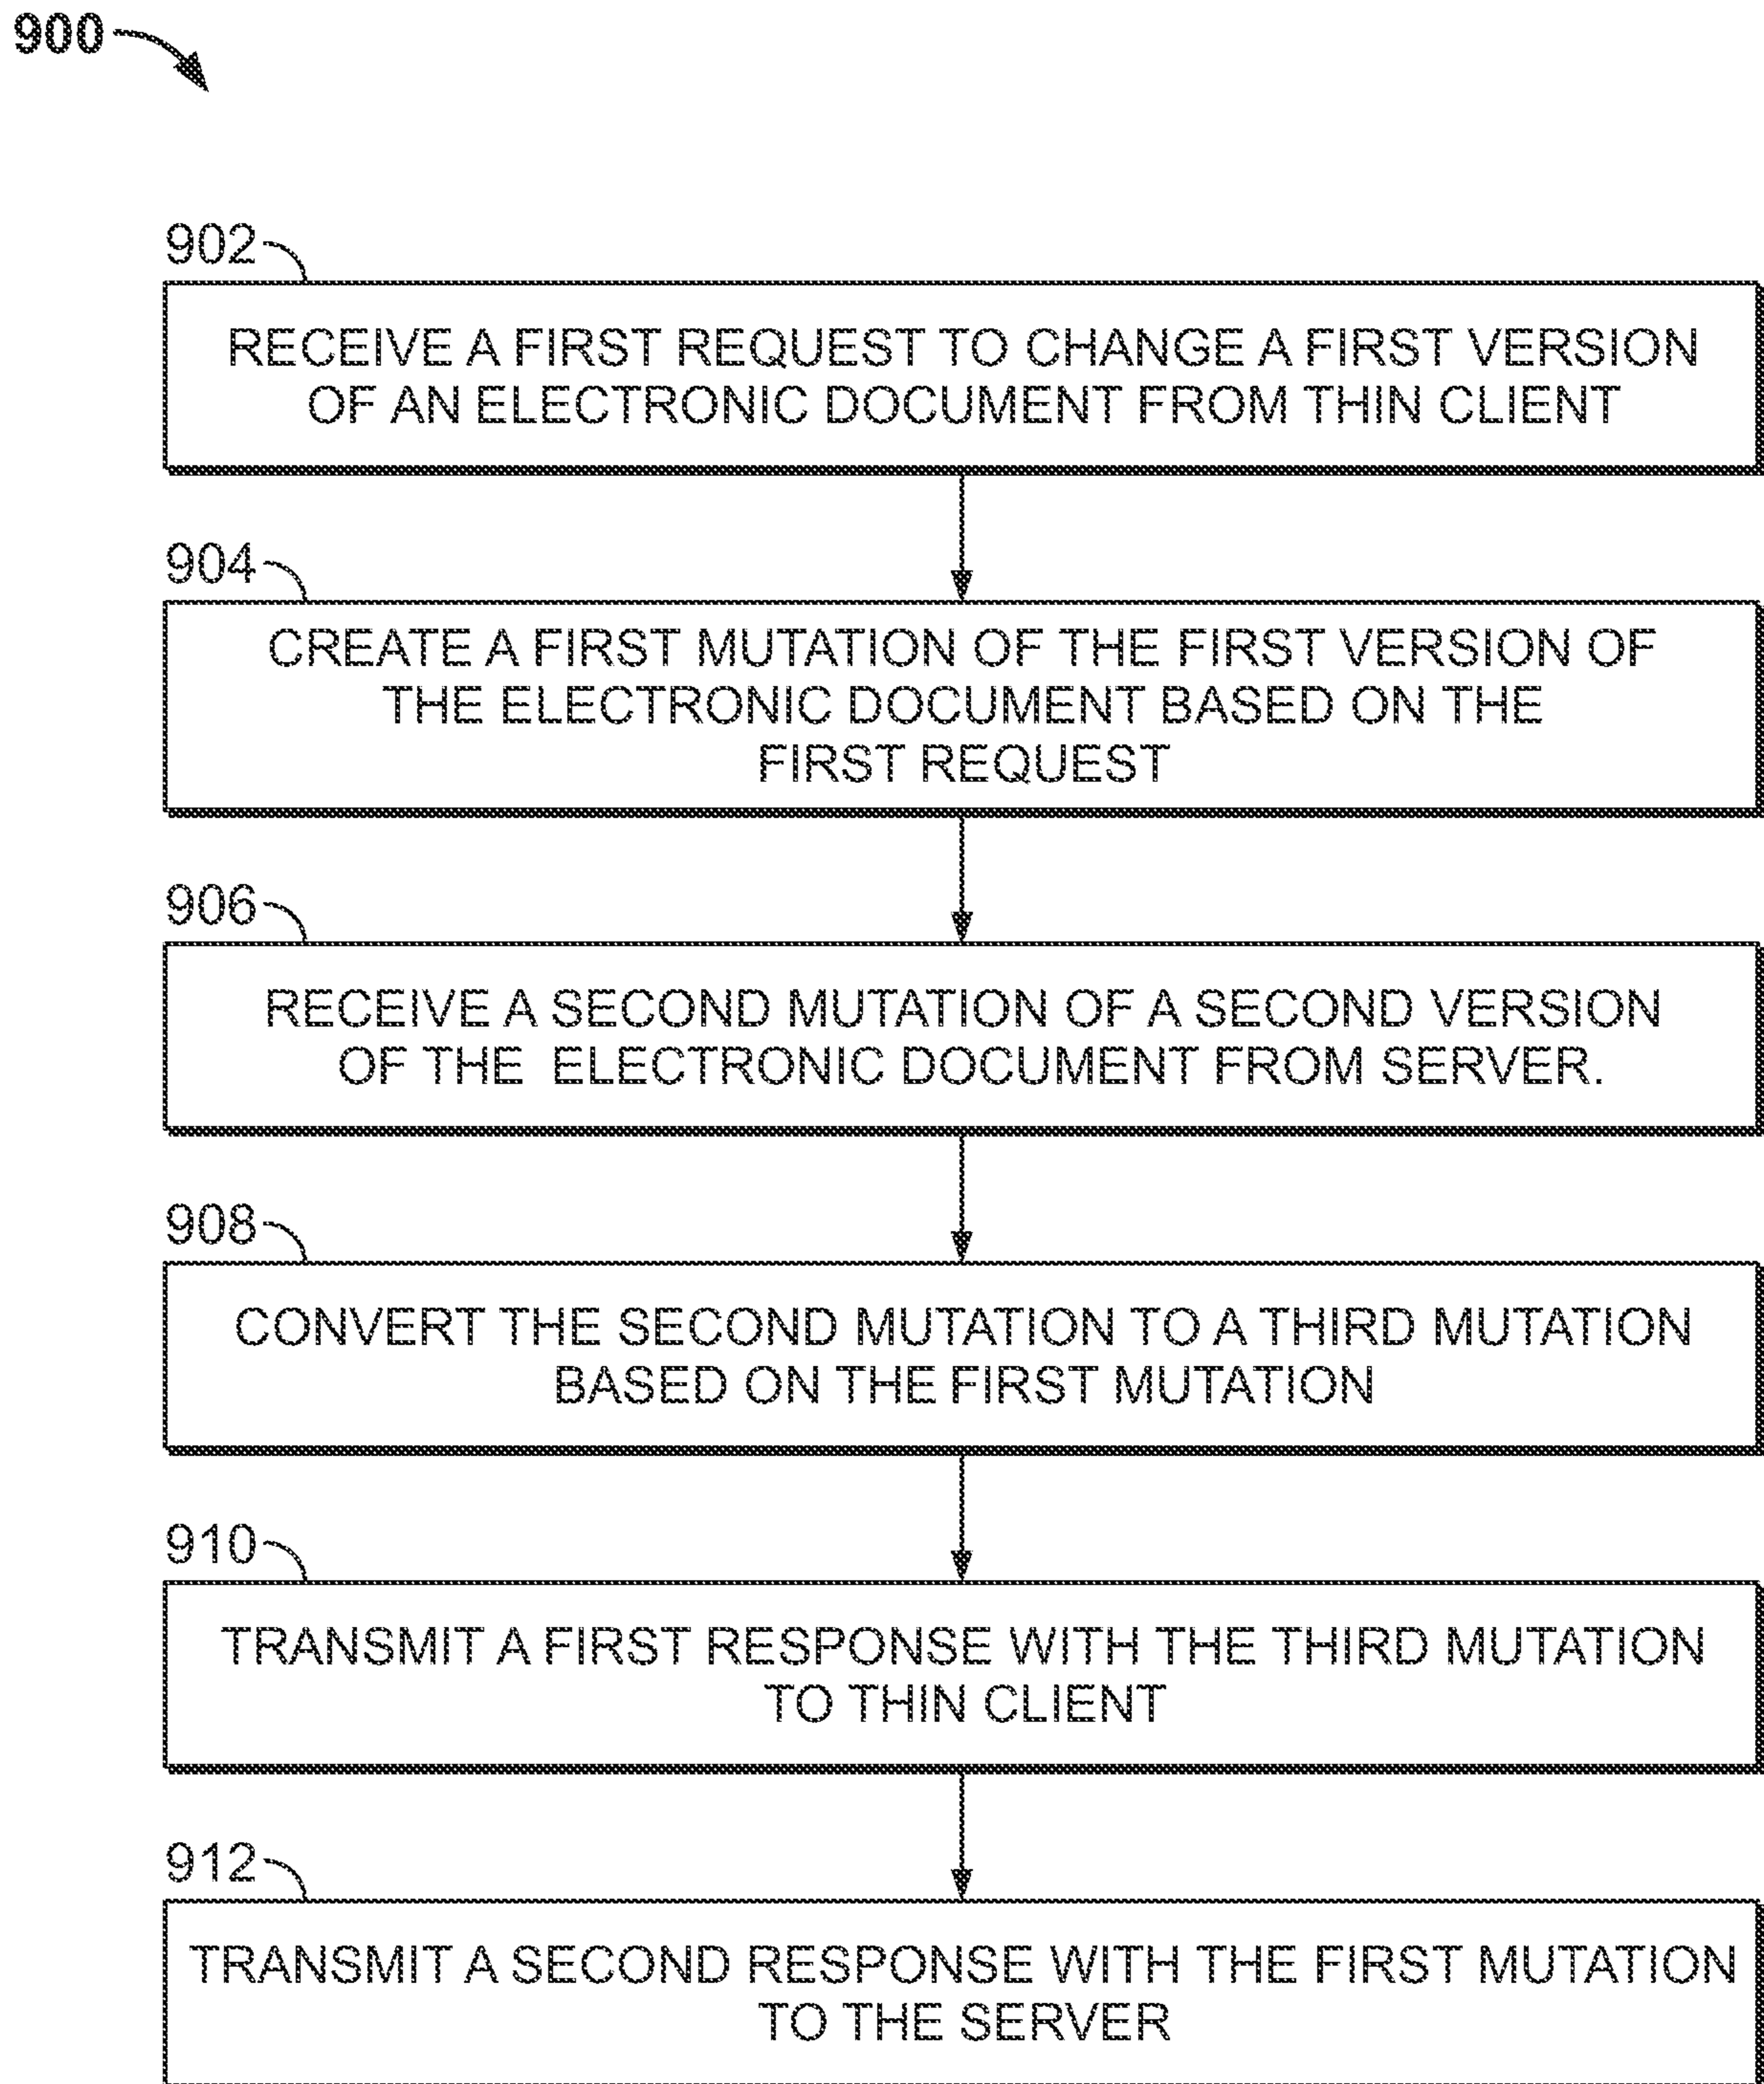 900
902
RECEIVE A FIRST REQUEST TO CHANGE A FIRST VERSION
OF AN ELECTRONIC DOCUMENT FROM THIN CLIENT
904
CREATE A FIRST MUTATION OF THE FIRST VERSION OF
THE ELECTRONIC DOCUMENT BASED ON THE
FIRST REQUEST
906
RECEIVE A SECOND MUTATION OF A SECOND VERSION
OF THE ELECTRONIC DOCUMENT FROM SERVER.
908
CONVERT THE SECOND MUTATION TO A THIRD MUTATION
BASED ON THE FIRST MUTATION
910
TRANSMIT A FIRST RESPONSE WITH THE THIRD MUTATION
TO THIN CLIENT
912
TRANSMIT A SECOND RESPONSE WITH THE FIRST MUTATION
TO THE SERVER